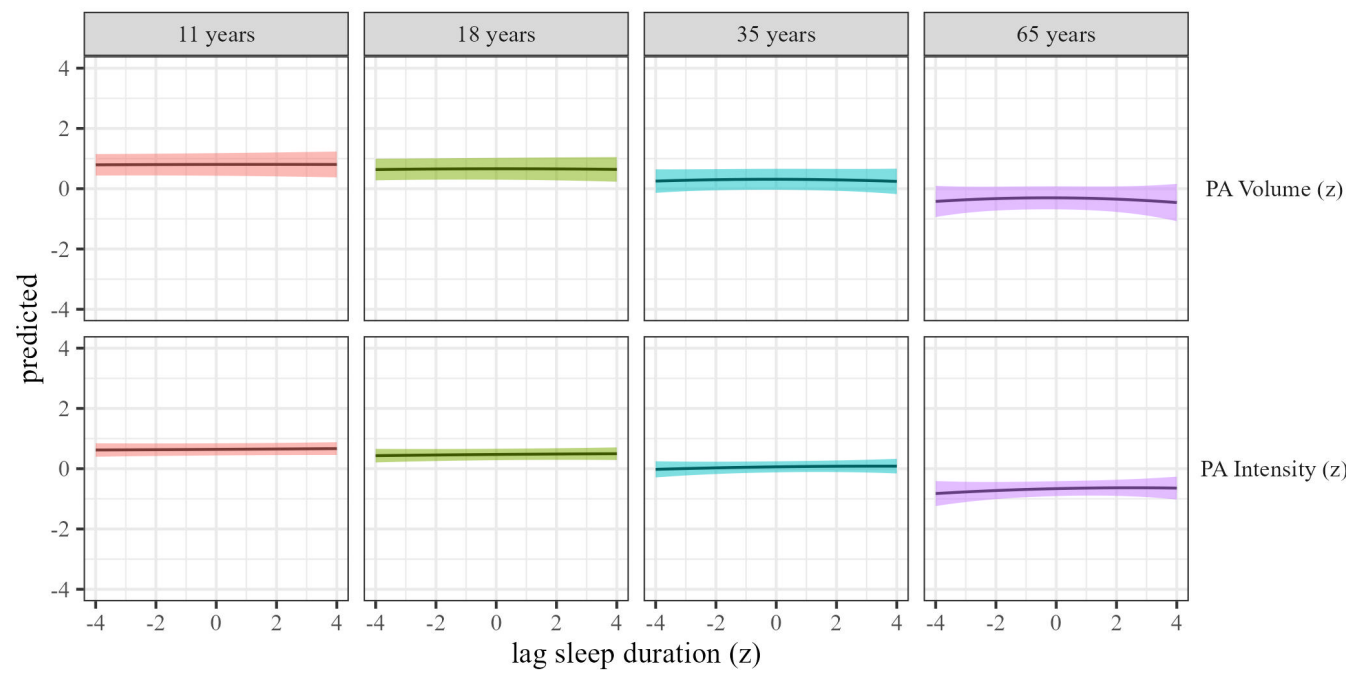 11 years 18 years 35 years 65 years
4
2
0
-2
-4
PA Volume (z)
predicted
4
2
0
-2
-4
PA Intensity (z)
-4 -2 0 2 4 -4 -2 0 2 4 -4 -2 0 2 4 -4 -2 0 2 4
lag sleep duration (z)